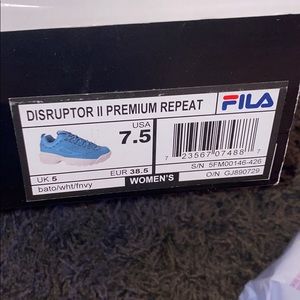 DISRUPTOR II PREMIUM REPEAT
FILA
USA
7.5
7 23567 07488 7
UK 5
EUR 38.5
S/N 5FM00146-426
bato/wht/fnvy
WOMEN'S
O/N GJ890729